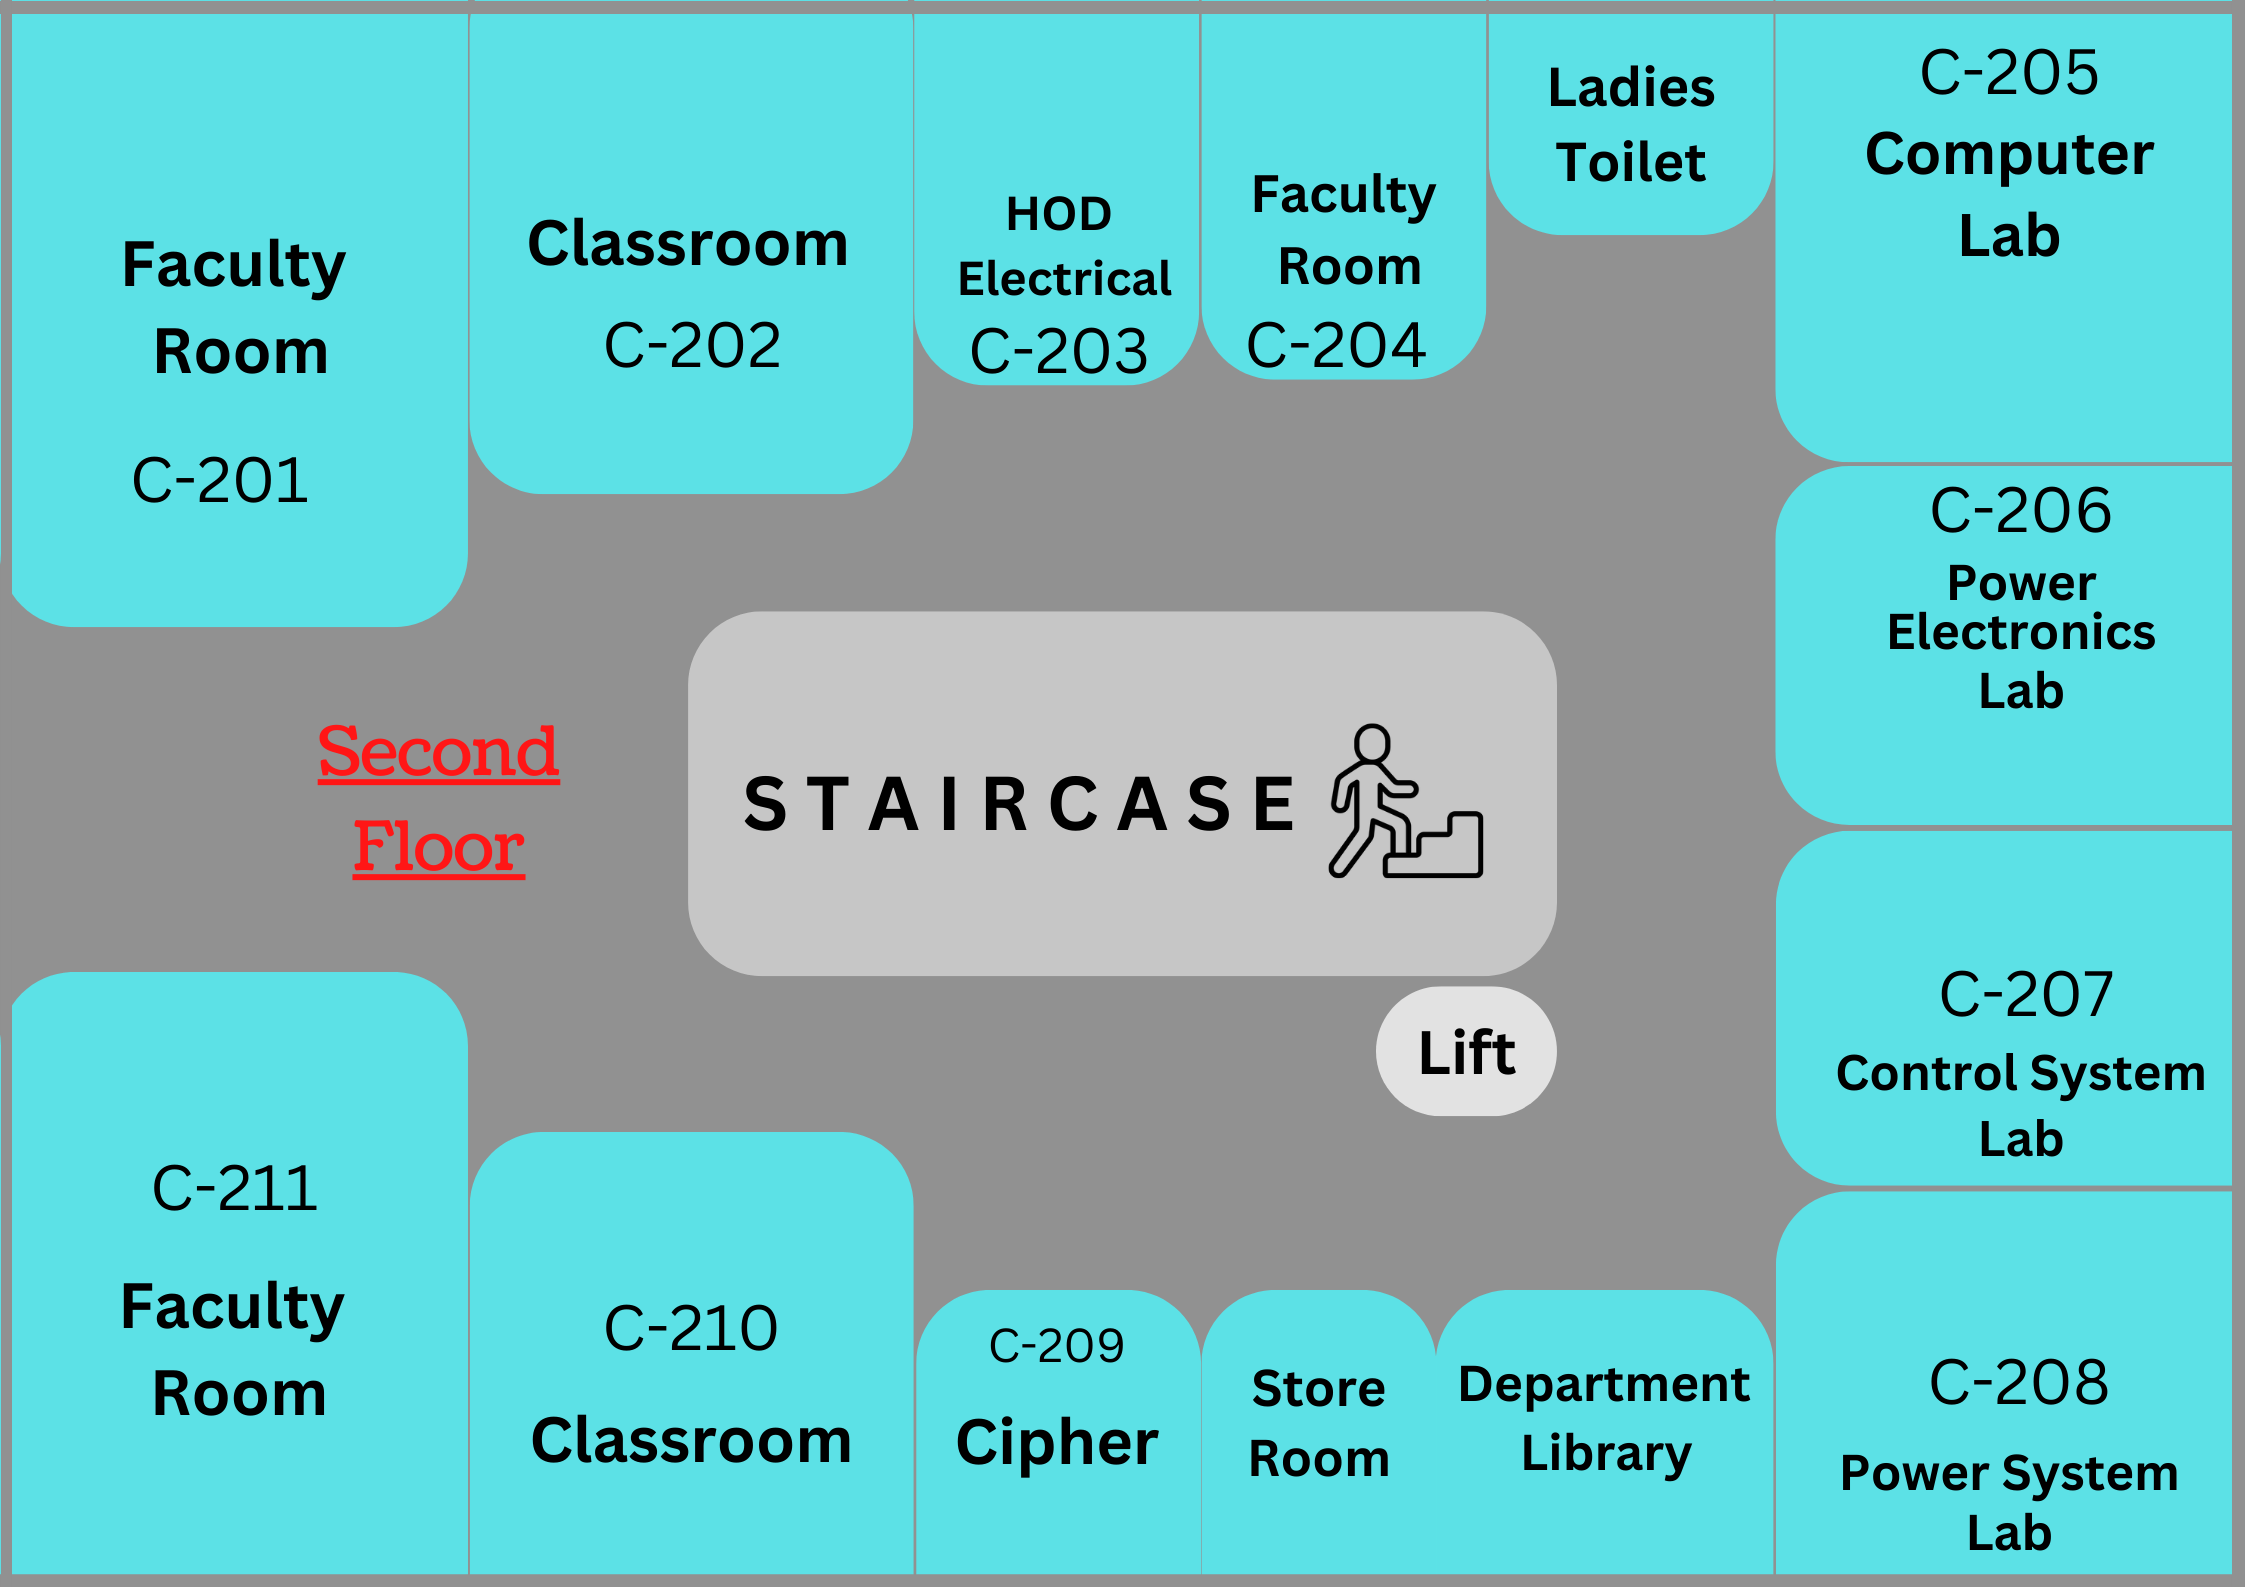 Faculty
Room
C-201
Classroom
C-202
HOD
Electrical
C-203
Faculty
Room
C-204
Ladies
Toilet
C-205
Computer
Lab
C-206
Power
Electronics
Lab
Second
Floor
STAIRCASE
Lift
C-207
Control System
Lab
C-211
Faculty
Room
C-210
Classroom
C-209
Cipher
Store
Room
Department
Library
C-208
Power System
Lab